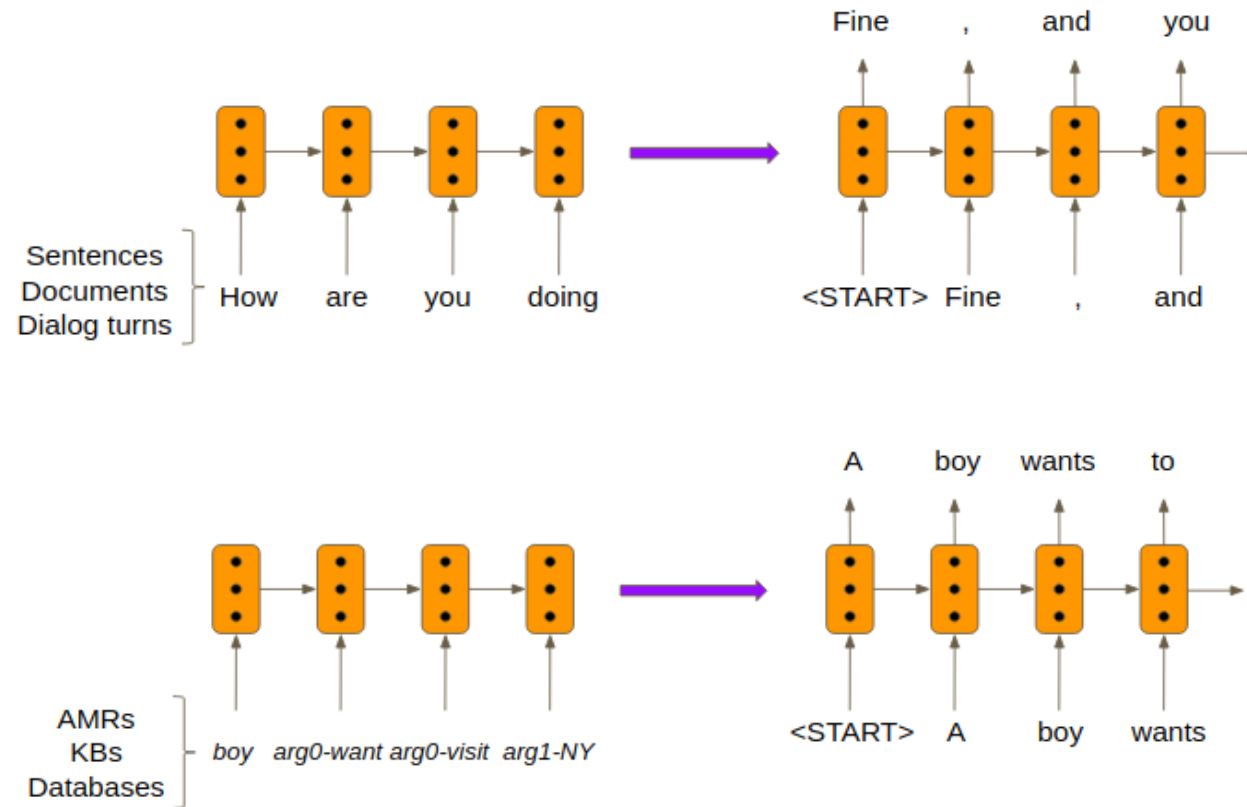 Fine , and you
Sentences
Documents
Dialog turns
How are you doing
<START> Fine , and
A boy wants to
AMRs
KBs
Databases
boy arg0-want arg0-visit arg1-NY
<START> A boy wants